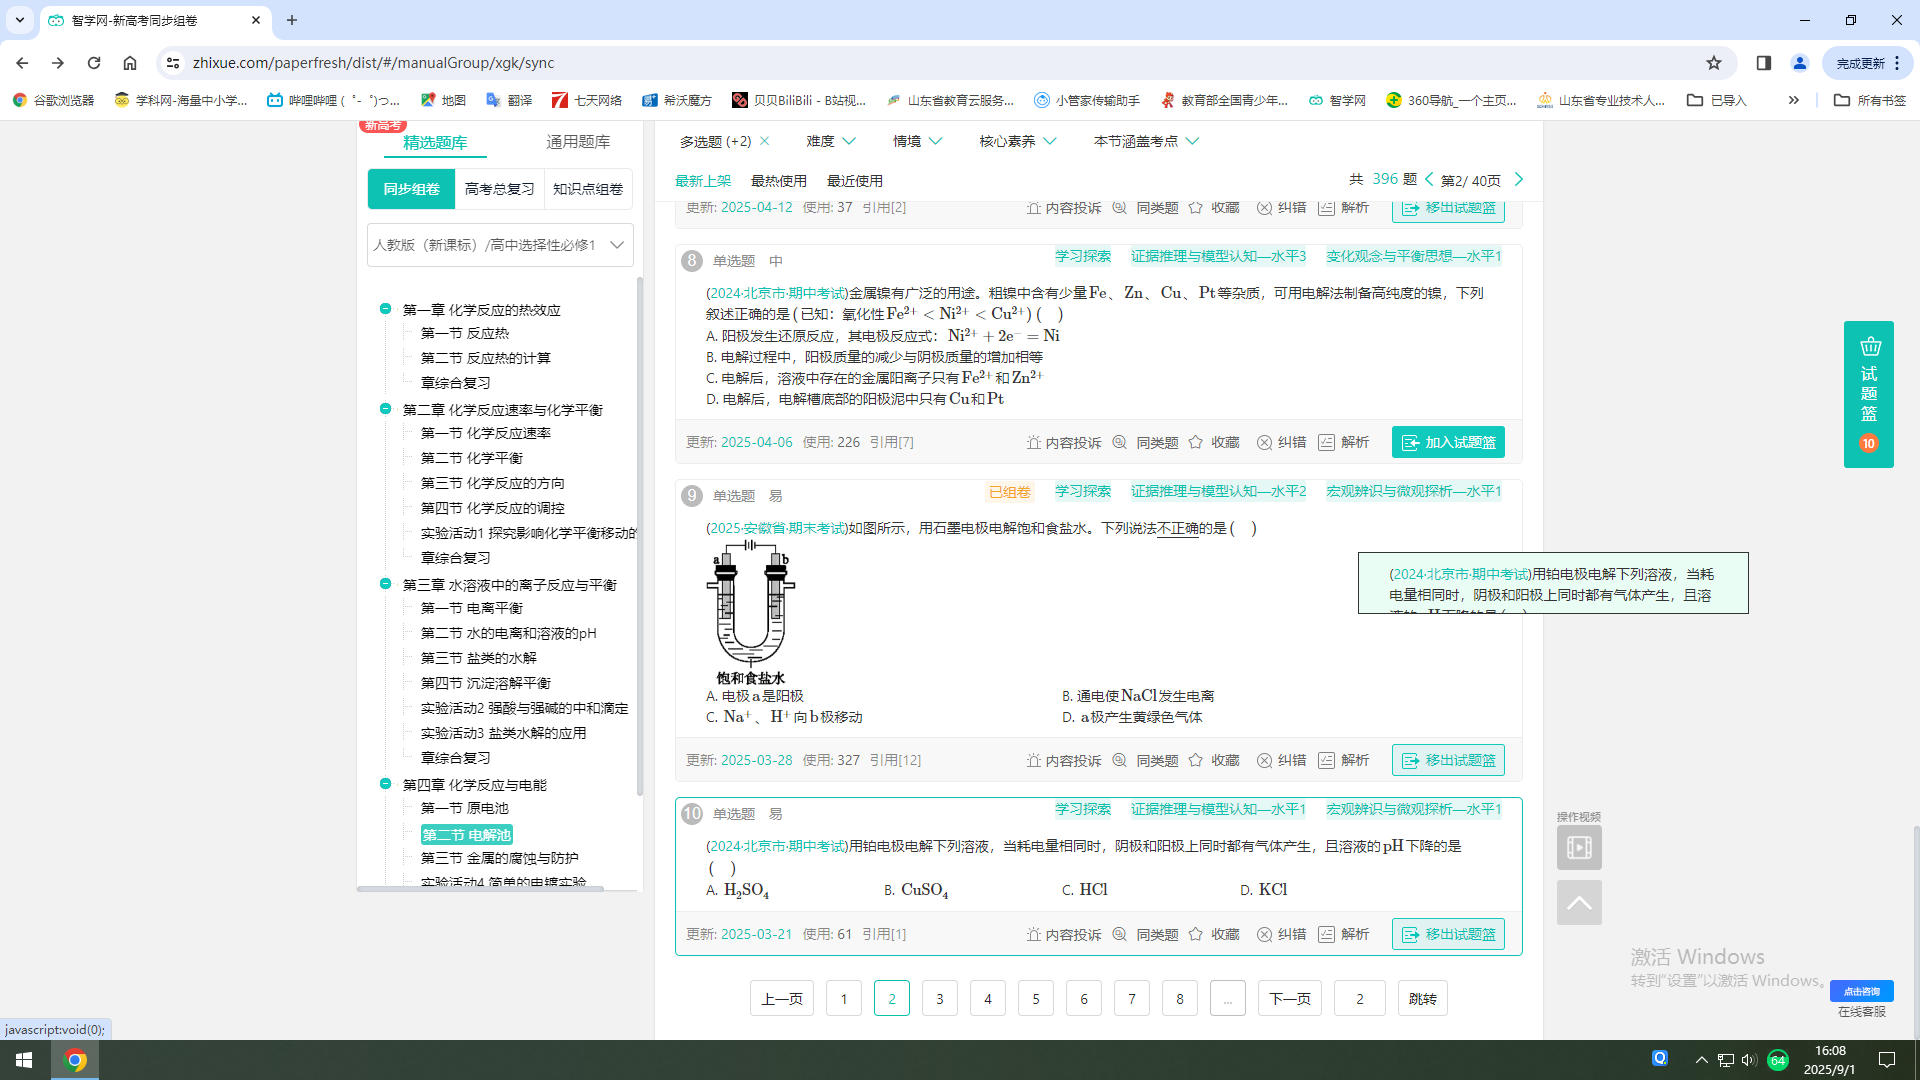 智学网-新高考同步组卷
zhixue.com/paperfresh/dist/#/manualGroup/xgk/sync
完成更新
谷歌浏览器 学科网-海量中小学... 哔哩哔哩 (゜-゜)つ... 地图 翻译 七天网络 希沃魔方 贝贝BiliBili - B站视... 山东省教育云服务... 小管家传输助手 教育部全国青少年... 智学网 360导航_一个主页... 山东省专业技术人... 已导入 » 所有书签
新高考
精选题库 通用题库
同步组卷 高考总复习 知识点组卷
人教版（新课标）/高中选择性必修1
第一章 化学反应的热效应
第一节 反应热
第二节 反应热的计算
章综合复习
第二章 化学反应速率与化学平衡
第一节 化学反应速率
第二节 化学平衡
第三节 化学反应的方向
第四节 化学反应的调控
实验活动1 探究影响化学平衡移动的
章综合复习
第三章 水溶液中的离子反应与平衡
第一节 电离平衡
第二节 水的电离和溶液的pH
第三节 盐类的水解
第四节 沉淀溶解平衡
实验活动2 强酸与强碱的中和滴定
实验活动3 盐类水解的应用
章综合复习
第四章 化学反应与电能
第一节 原电池
第二节 电解池
第三节 金属的腐蚀与防护
实验活动4 简单的电镀实验
多选题 (+2) 难度 情境 核心素养 本节涵盖考点
最新上架 最热使用 最近使用 共 396 题 第2/ 40页
更新: 2025-04-12 使用: 37 引用[2] 内容投诉 同类题 收藏 纠错 解析 移出试题篮
8 单选题 中 学习探索 证据推理与模型认知—水平3 变化观念与平衡思想—水平1
(2024·北京市·期中考试)金属镍有广泛的用途。粗镍中含有少量Fe、Zn、Cu、Pt等杂质，可用电解法制备高纯度的镍，下列
叙述正确的是(已知：氧化性Fe²⁺ < Ni²⁺ < Cu²⁺) ( )
A. 阳极发生还原反应，其电极反应式：Ni²⁺ + 2e⁻ = Ni
B. 电解过程中，阳极质量的减少与阴极质量的增加相等
C. 电解后，溶液中存在的金属阳离子只有Fe²⁺和Zn²⁺
D. 电解后，电解槽底部的阳极泥中只有Cu和Pt
更新: 2025-04-06 使用: 226 引用[7] 内容投诉 同类题 收藏 纠错 解析 加入试题篮
9 单选题 易 已组卷 学习探索 证据推理与模型认知—水平2 宏观辨识与微观探析—水平1
(2025·安徽省·期末考试)如图所示，用石墨电极电解饱和食盐水。下列说法不正确的是( )
a b
饱和食盐水
A. 电极a是阳极 B. 通电使NaCl发生电离
C. Na⁺、H⁺向b极移动 D. a极产生黄绿色气体
更新: 2025-03-28 使用: 327 引用[12] 内容投诉 同类题 收藏 纠错 解析 移出试题篮
10 单选题 易 学习探索 证据推理与模型认知—水平1 宏观辨识与微观探析—水平1
(2024·北京市·期中考试)用铂电极电解下列溶液，当耗电量相同时，阴极和阳极上同时都有气体产生，且溶液的pH下降的是
( )
A. H₂SO₄ B. CuSO₄ C. HCl D. KCl
更新: 2025-03-21 使用: 61 引用[1] 内容投诉 同类题 收藏 纠错 解析 移出试题篮
上一页 1 2 3 4 5 6 7 8 ... 下一页 2 跳转
试题篮
10
(2024·北京市·期中考试)用铂电极电解下列溶液，当耗
电量相同时，阴极和阳极上同时都有气体产生，且溶
液的pH下降的是( )
操作视频
激活 Windows
转到"设置"以激活 Windows。
点击咨询
在线客服
javascript:void(0);
64
16:08
2025/9/1